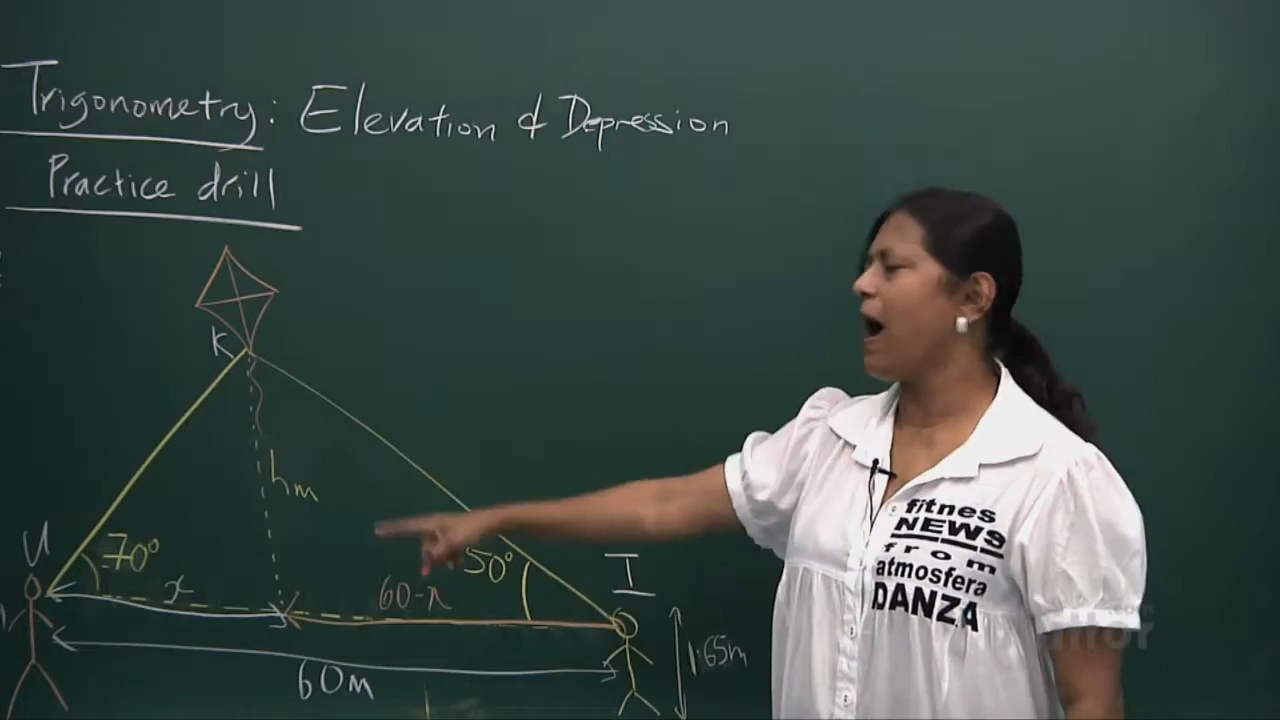 Trigonometry: Elevation & Depression
Practice drill
K
hm
U
70°
50°
I
x
60-x
1.65m
60m
fitnes
NEWS
from
atmosfera
DANZA